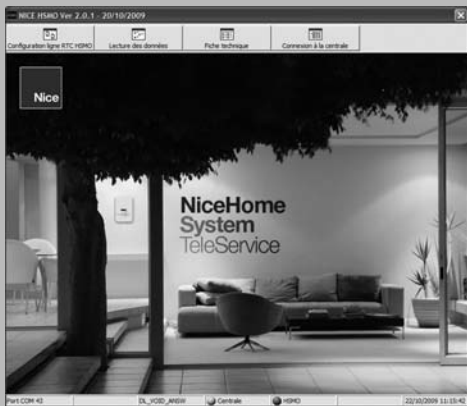 NICE HSMO Ver 2.0.1 - 20/10/2009
Configuration ligne RTC HSMO
Lecture des données
Fiche technique
Connexion à la centrale
Nice
NiceHome
System
TeleService
Port COM 43
DL_VOID_ANSW
Centrale
HSMO
22/10/2009 11:15:42